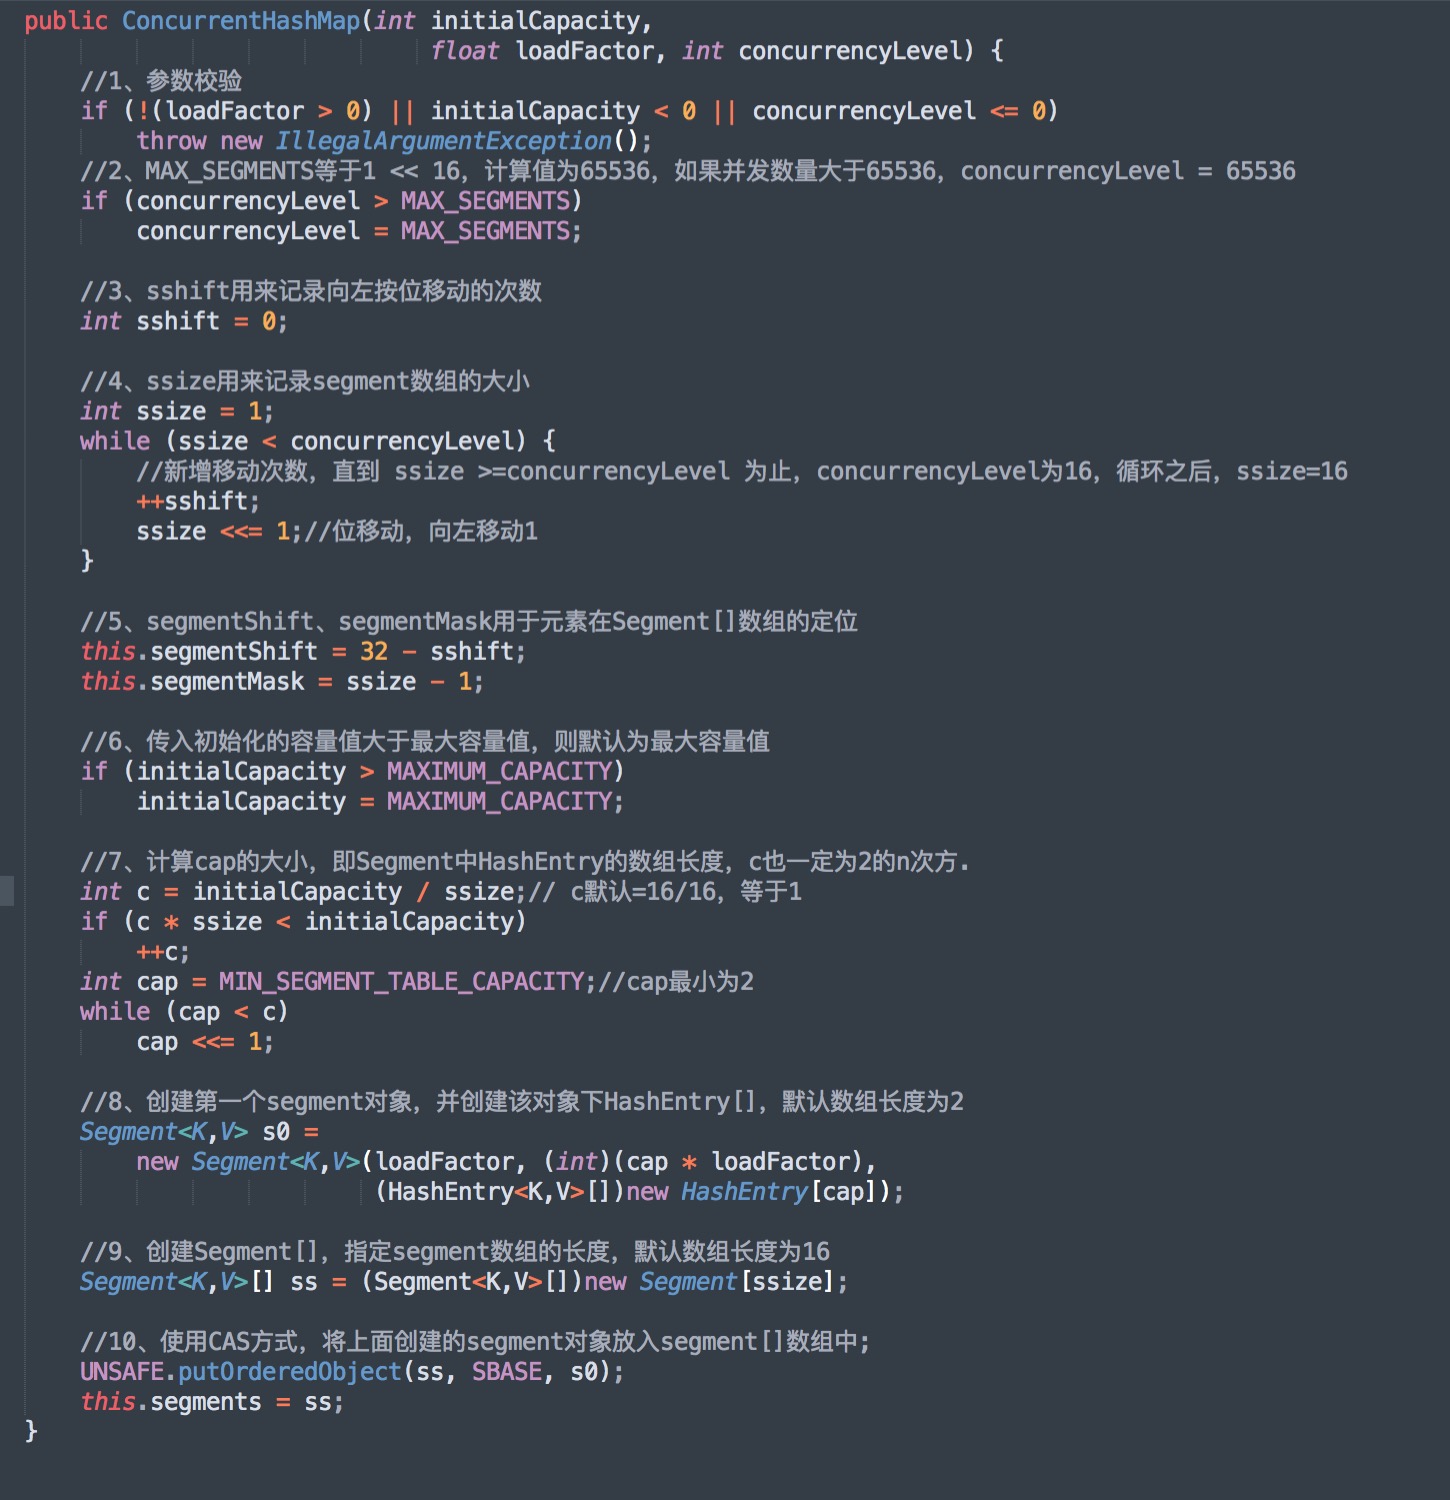 public ConcurrentHashMap(int initialCapacity,
                             float loadFactor, int concurrencyLevel) {
    //1、参数校验
    if (!(loadFactor > 0) || initialCapacity < 0 || concurrencyLevel <= 0)
        throw new IllegalArgumentException();
    //2、MAX_SEGMENTS等于1 << 16，计算值为65536，如果并发数量大于65536，concurrencyLevel = 65536
    if (concurrencyLevel > MAX_SEGMENTS)
        concurrencyLevel = MAX_SEGMENTS;
    //3、sshift用来记录向左按位移动的次数
    int sshift = 0;
    //4、ssize用来记录segment数组的大小
    int ssize = 1;
    while (ssize < concurrencyLevel) {
        //新增移动次数，直到 ssize >=concurrencyLevel 为止，concurrencyLevel为16，循环之后，ssize=16
        ++sshift;
        ssize <<= 1;//位移动，向左移动1
    }
    //5、segmentShift、segmentMask用于元素在Segment[]数组的定位
    this.segmentShift = 32 - sshift;
    this.segmentMask = ssize - 1;
    //6、传入初始化的容量值大于最大容量值，则默认为最大容量值
    if (initialCapacity > MAXIMUM_CAPACITY)
        initialCapacity = MAXIMUM_CAPACITY;
    //7、计算cap的大小，即Segment中HashEntry的数组长度，c也一定为2的n次方.
    int c = initialCapacity / ssize;// c默认=16/16，等于1
    if (c * ssize < initialCapacity)
        ++c;
    int cap = MIN_SEGMENT_TABLE_CAPACITY;//cap最小为2
    while (cap < c)
        cap <<= 1;
    //8、创建第一个segment对象，并创建该对象下HashEntry[]，默认数组长度为2
    Segment<K,V> s0 =
        new Segment<K,V>(loadFactor, (int)(cap * loadFactor),
                         (HashEntry<K,V>[])new HashEntry[cap]);
    //9、创建Segment[]，指定segment数组的长度，默认数组长度为16
    Segment<K,V>[] ss = (Segment<K,V>[])new Segment[ssize];
    //10、使用CAS方式，将上面创建的segment对象放入segment[]数组中;
    UNSAFE.putOrderedObject(ss, SBASE, s0);
    this.segments = ss;
}